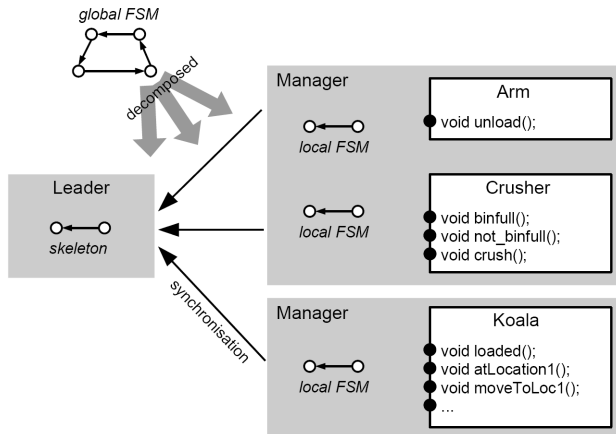 global FSM
decomposed
Manager
Arm
void unload();
local FSM
Leader
skeleton
Crusher
void binfull();
void not_binfull();
void crush();
local FSM
synchronisation
Manager
Koala
void loaded();
void atLocation1();
void moveToLoc1();
...
local FSM